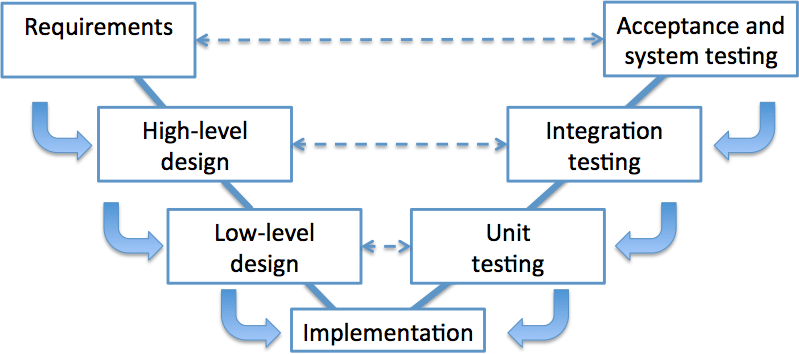 Requirements
Acceptance and
system testing
High-level
design
Integration
testing
Low-level
design
Unit
testing
Implementation